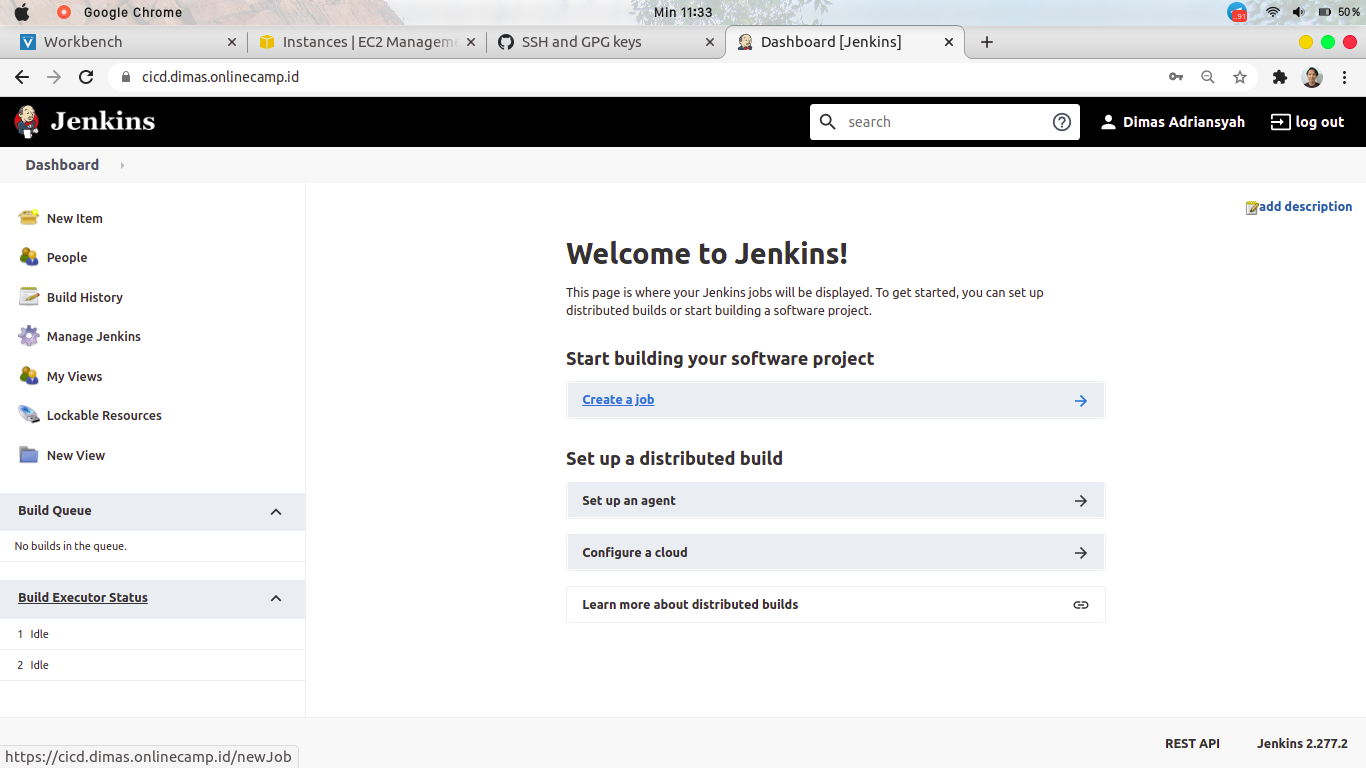 Google Chrome
Min 11:33
91
50%
Workbench
Instances | EC2 Managem
SSH and GPG keys
Dashboard [Jenkins]
cicd.dimas.onlinecamp.id
Jenkins
search
Dimas Adriansyah
log out
Dashboard
New Item
People
Build History
Manage Jenkins
My Views
Lockable Resources
New View
Build Queue
No builds in the queue.
Build Executor Status
1 Idle
2 Idle
add description
Welcome to Jenkins!
This page is where your Jenkins jobs will be displayed. To get started, you can set up
distributed builds or start building a software project.
Start building your software project
Create a job
Set up a distributed build
Set up an agent
Configure a cloud
Learn more about distributed builds
REST API
Jenkins 2.277.2
https://cicd.dimas.onlinecamp.id/newJob